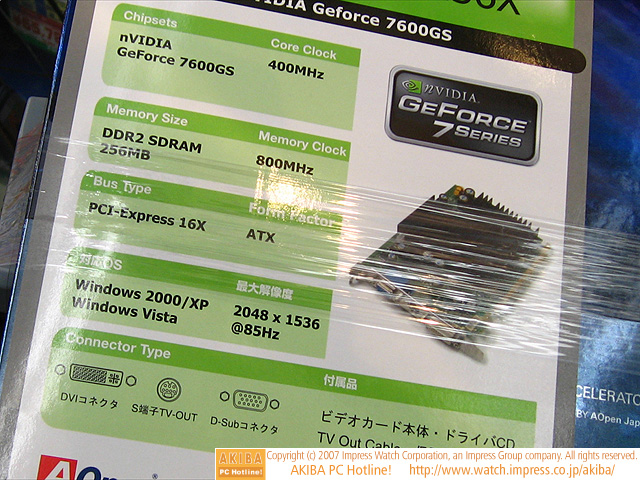 nVIDIA Geforce 7600GS
Chipsets
nVIDIA
GeForce 7600GS
Core Clock
400MHz
nVIDIA
GEFORCE
7 SERIES
Memory Size
DDR2 SDRAM
256MB
Memory Clock
800MHz
Bus Type
PCI-Express 16X
Form Factor
ATX
対応OS
Windows 2000/XP
Windows Vista
最大解像度
2048 x 1536
@85Hz
Connector Type
DVIコネクタ
S端子TV-OUT
D-Subコネクタ
付属品
ビデオカード本体・ドライバCD
TV Out Cable
CELERATO
BY AOpen Jap
AOpen
AKIBA
PC Hotline!
Copyright (c) 2007 Impress Watch Corporation, an Impress Group company. All rights reserved.
AKIBA PC Hotline! http://www.watch.impress.co.jp/akiba/